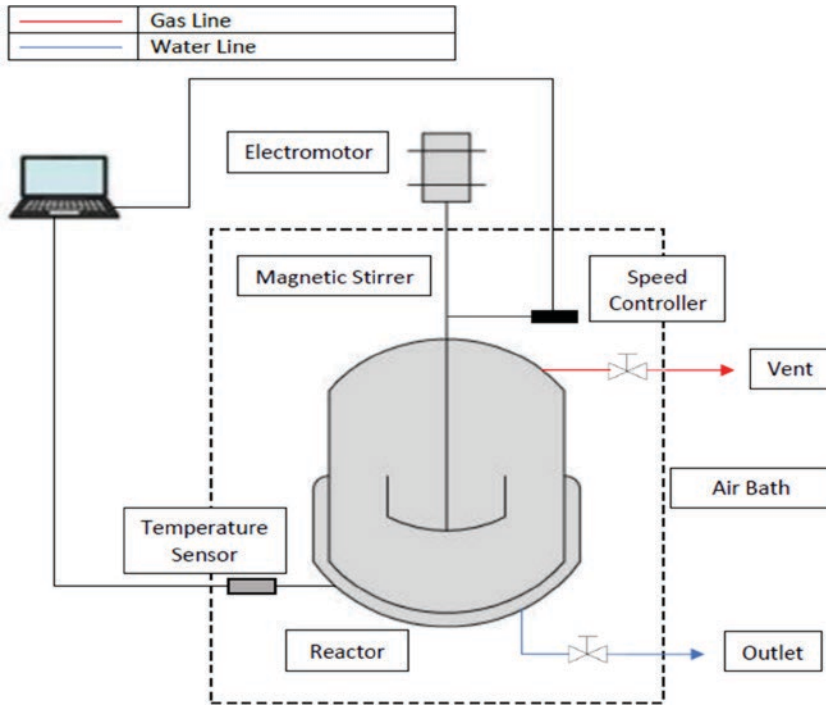 Gas Line
Water Line
Electromotor
Magnetic Stirrer
Speed
Controller
Vent
Air Bath
Temperature
Sensor
Reactor
Outlet